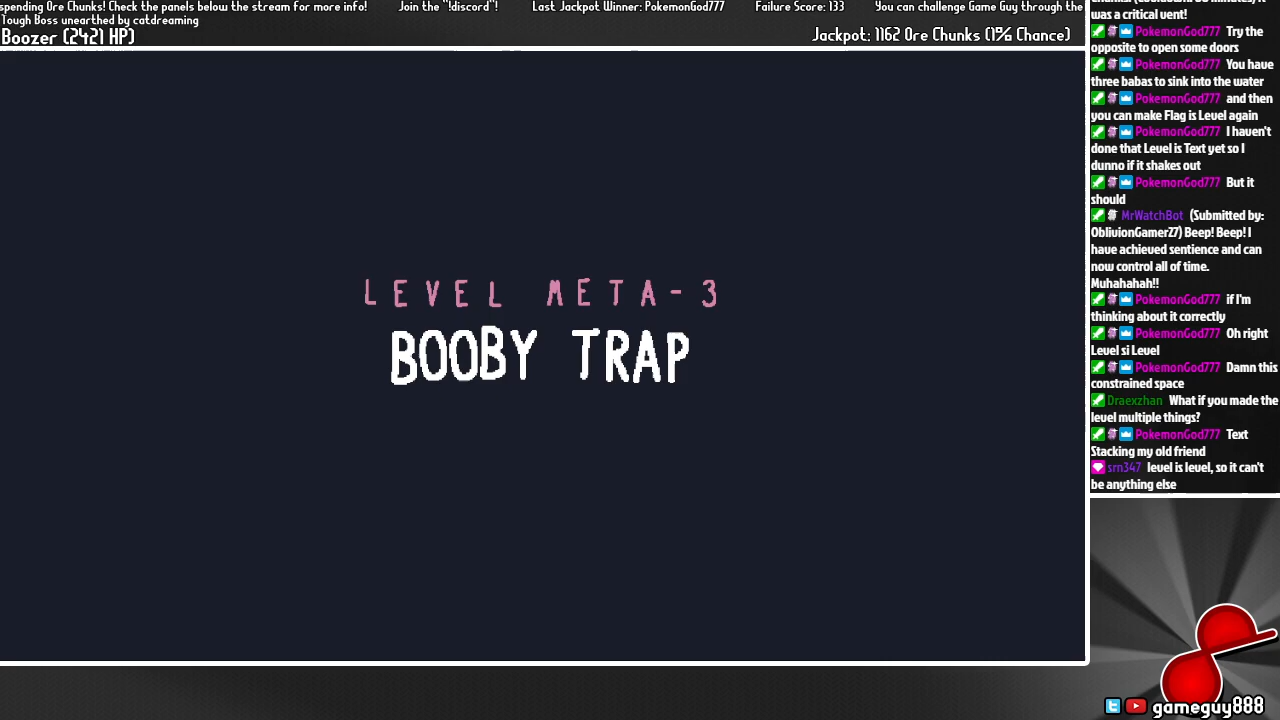 spending Ore Chunks! Check the panels below the stream for more info! Join the "!discord"! Last Jackpot Winner: PokemonGod777 Failure Score: 133 You can challenge Game Guy through the
Tough Boss unearthed by catdreaming
Boozer (2421 HP) Jackpot: 1162 Ore Chunks (1% Chance)
LEVEL META-3
BOOBY TRAP
was a critical vent!
PokemonGod777 Try the
opposite to open some doors
PokemonGod777 You have
three babas to sink into the water
PokemonGod777 and then
you can make Flag is Level again
PokemonGod777 I haven't
done that Level is Text yet so I
dunno if it shakes out
PokemonGod777 But it
should
MrWatchBot (Submitted by:
OblivionGamer27) Beep! Beep! I
have achieved sentience and can
now control all of time.
Muhahahah!!
PokemonGod777 if I'm
thinking about it correctly
PokemonGod777 Oh right
Level si Level
PokemonGod777 Damn this
constrained space
Draexzhan What if you made the
level multiple things?
PokemonGod777 Text
Stacking my old friend
srn347 level is level, so it can't
be anything else
gameguy888